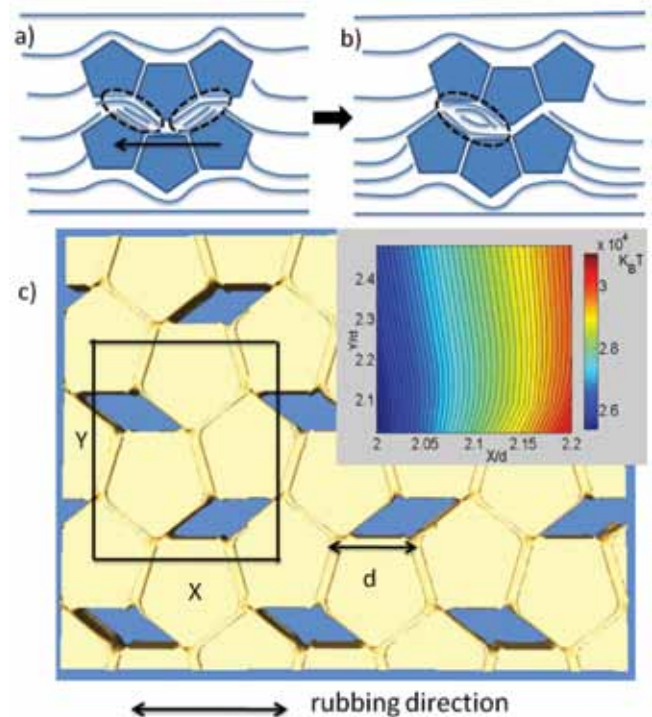 a)
b)
c)
x 10⁴
K_BT
3
2.8
2.6
Y/d
2.4
2.3
2.2
2.1
2 2.05 2.1 2.15 2.2
X/d
Y
X
d
rubbing direction